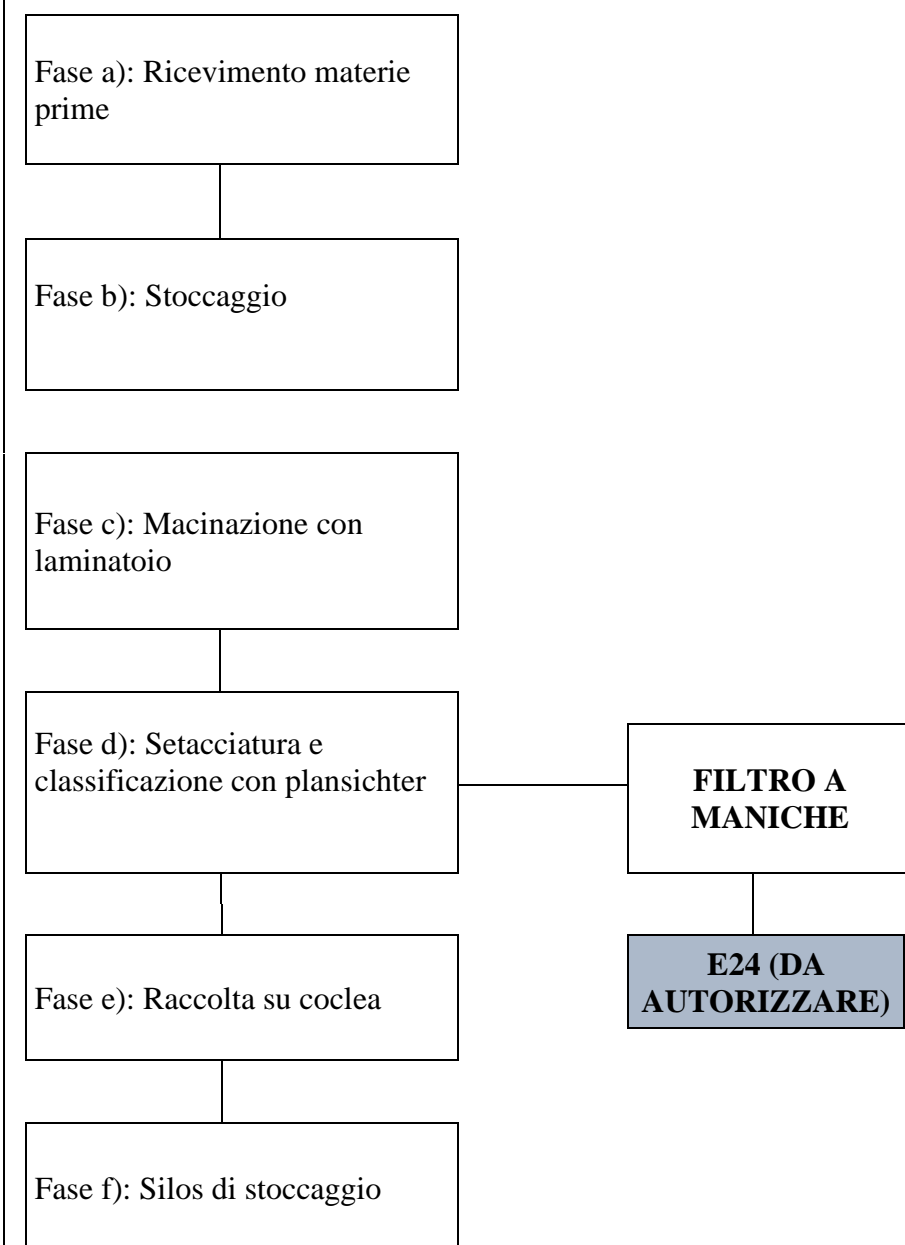 Fase a): Ricevimento materie
prime
Fase b): Stoccaggio
Fase c): Macinazione con
laminatoio
Fase d): Setacciatura e
classificazione con plansichter
FILTRO A
MANICHE
Fase e): Raccolta su coclea
E24 (DA
AUTORIZZARE)
Fase f): Silos di stoccaggio